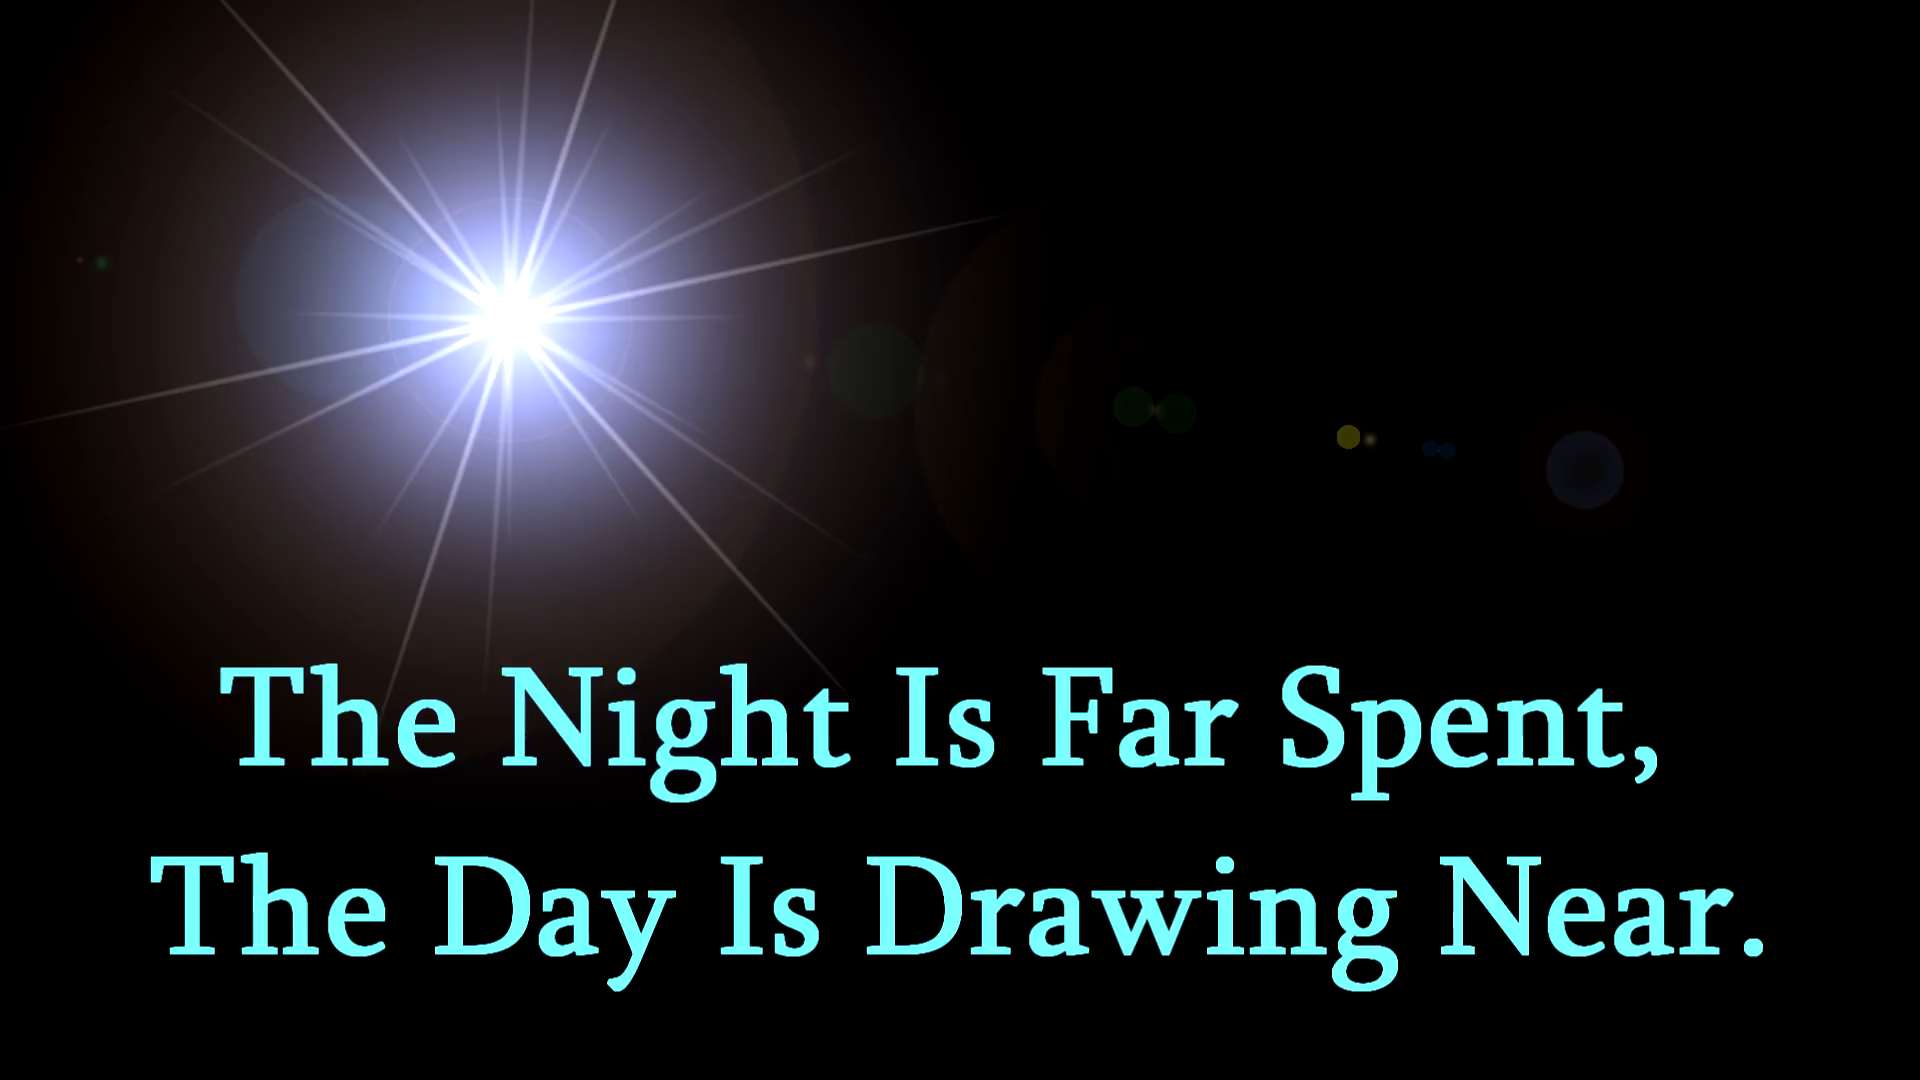 The Night Is Far Spent,
The Day Is Drawing Near.